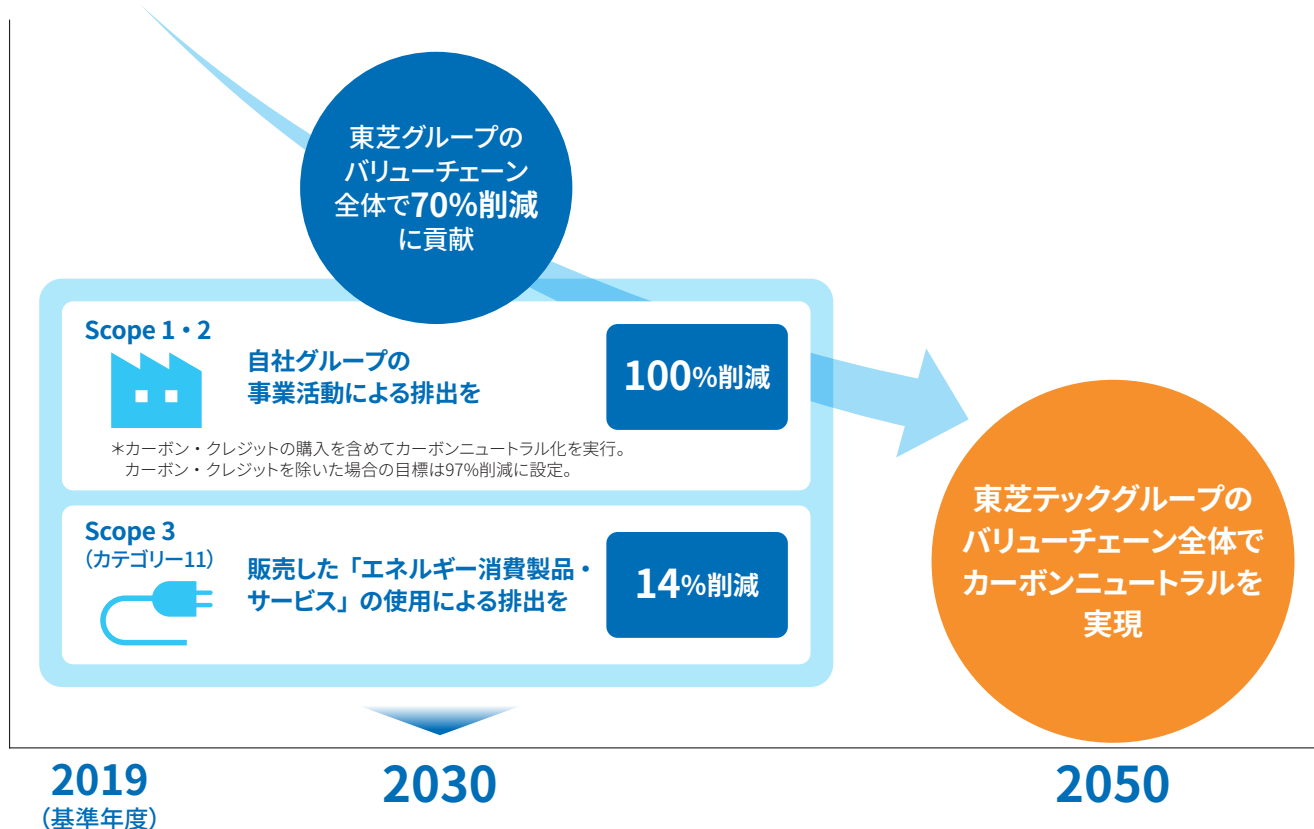 東芝グループの
バリューチェーン
全体で70%削減
に貢献
Scope 1・2
自社グループの
事業活動による排出を
100%削減
＊カーボン・クレジットの購入を含めてカーボンニュートラル化を実行。
カーボン・クレジットを除いた場合の目標は97%削減に設定。
Scope 3
（カテゴリー11）
販売した「エネルギー消費製品・
サービス」の使用による排出を
14%削減
東芝テックグループの
バリューチェーン全体で
カーボンニュートラルを
実現
2019
（基準年度）
2030
2050